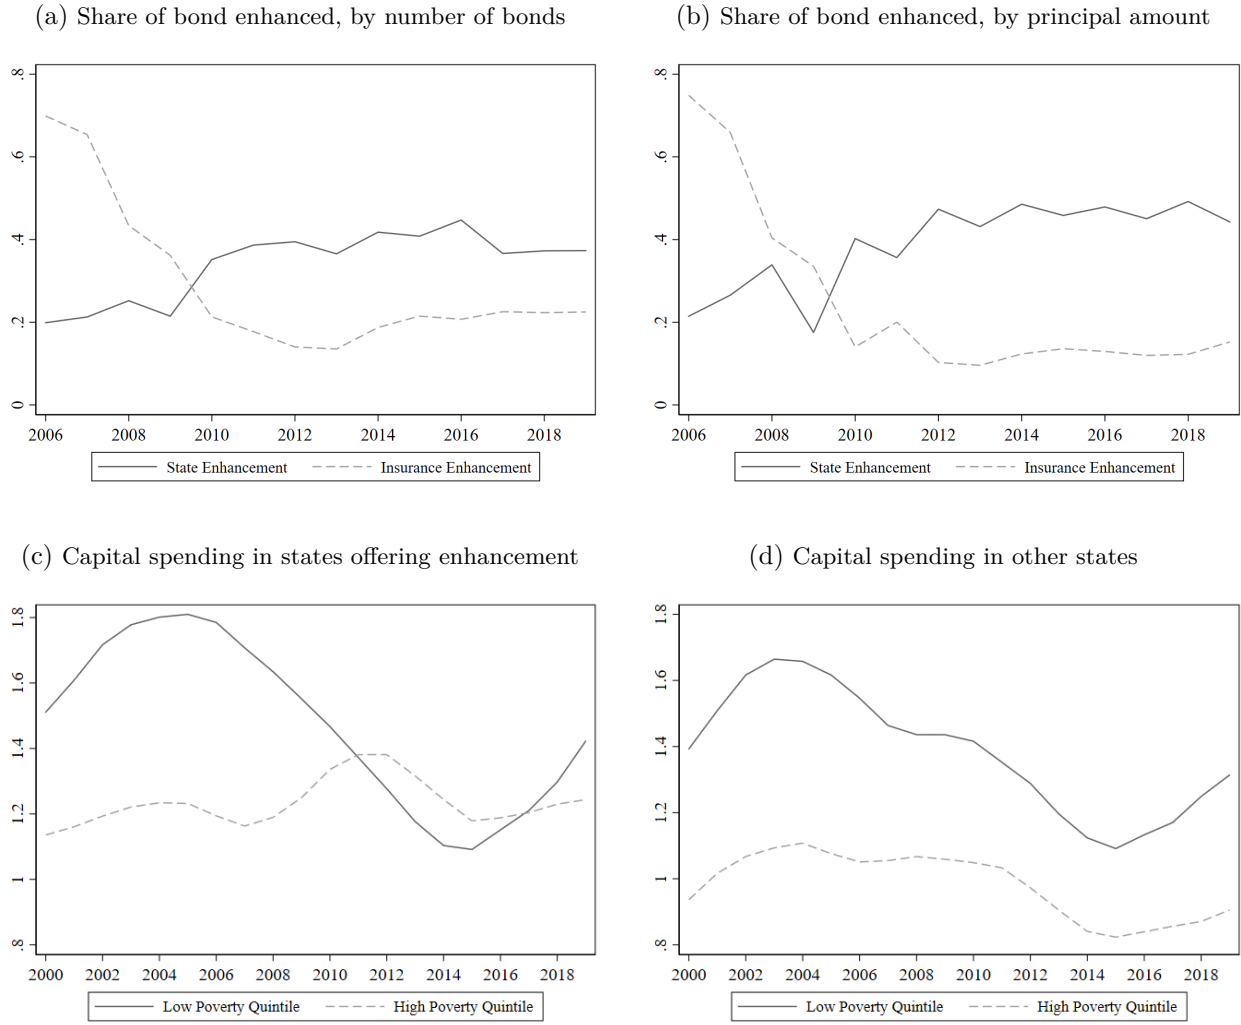 (a) Share of bond enhanced, by number of bonds
.8
.6
.4
.2
0
2006 2008 2010 2012 2014 2016 2018
State Enhancement Insurance Enhancement
(b) Share of bond enhanced, by principal amount
.8
.6
.4
.2
0
2006 2008 2010 2012 2014 2016 2018
State Enhancement Insurance Enhancement
(c) Capital spending in states offering enhancement
1.8
1.6
1.4
1.2
1
.8
2000 2002 2004 2006 2008 2010 2012 2014 2016 2018
Low Poverty Quintile High Poverty Quintile
(d) Capital spending in other states
1.8
1.6
1.4
1.2
1
.8
2000 2002 2004 2006 2008 2010 2012 2014 2016 2018
Low Poverty Quintile High Poverty Quintile